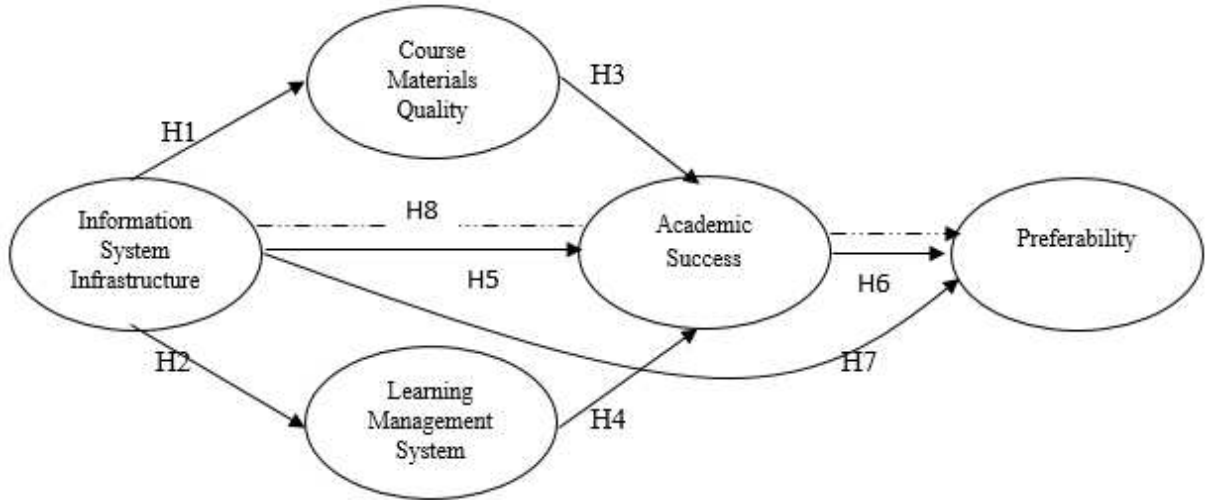 Course
Materials
Quality
H3
H1
H8
Information
System
Infrastructure
Academic
Success
Preferability
H5
H6
H2
H7
Learning
Management
System
H4